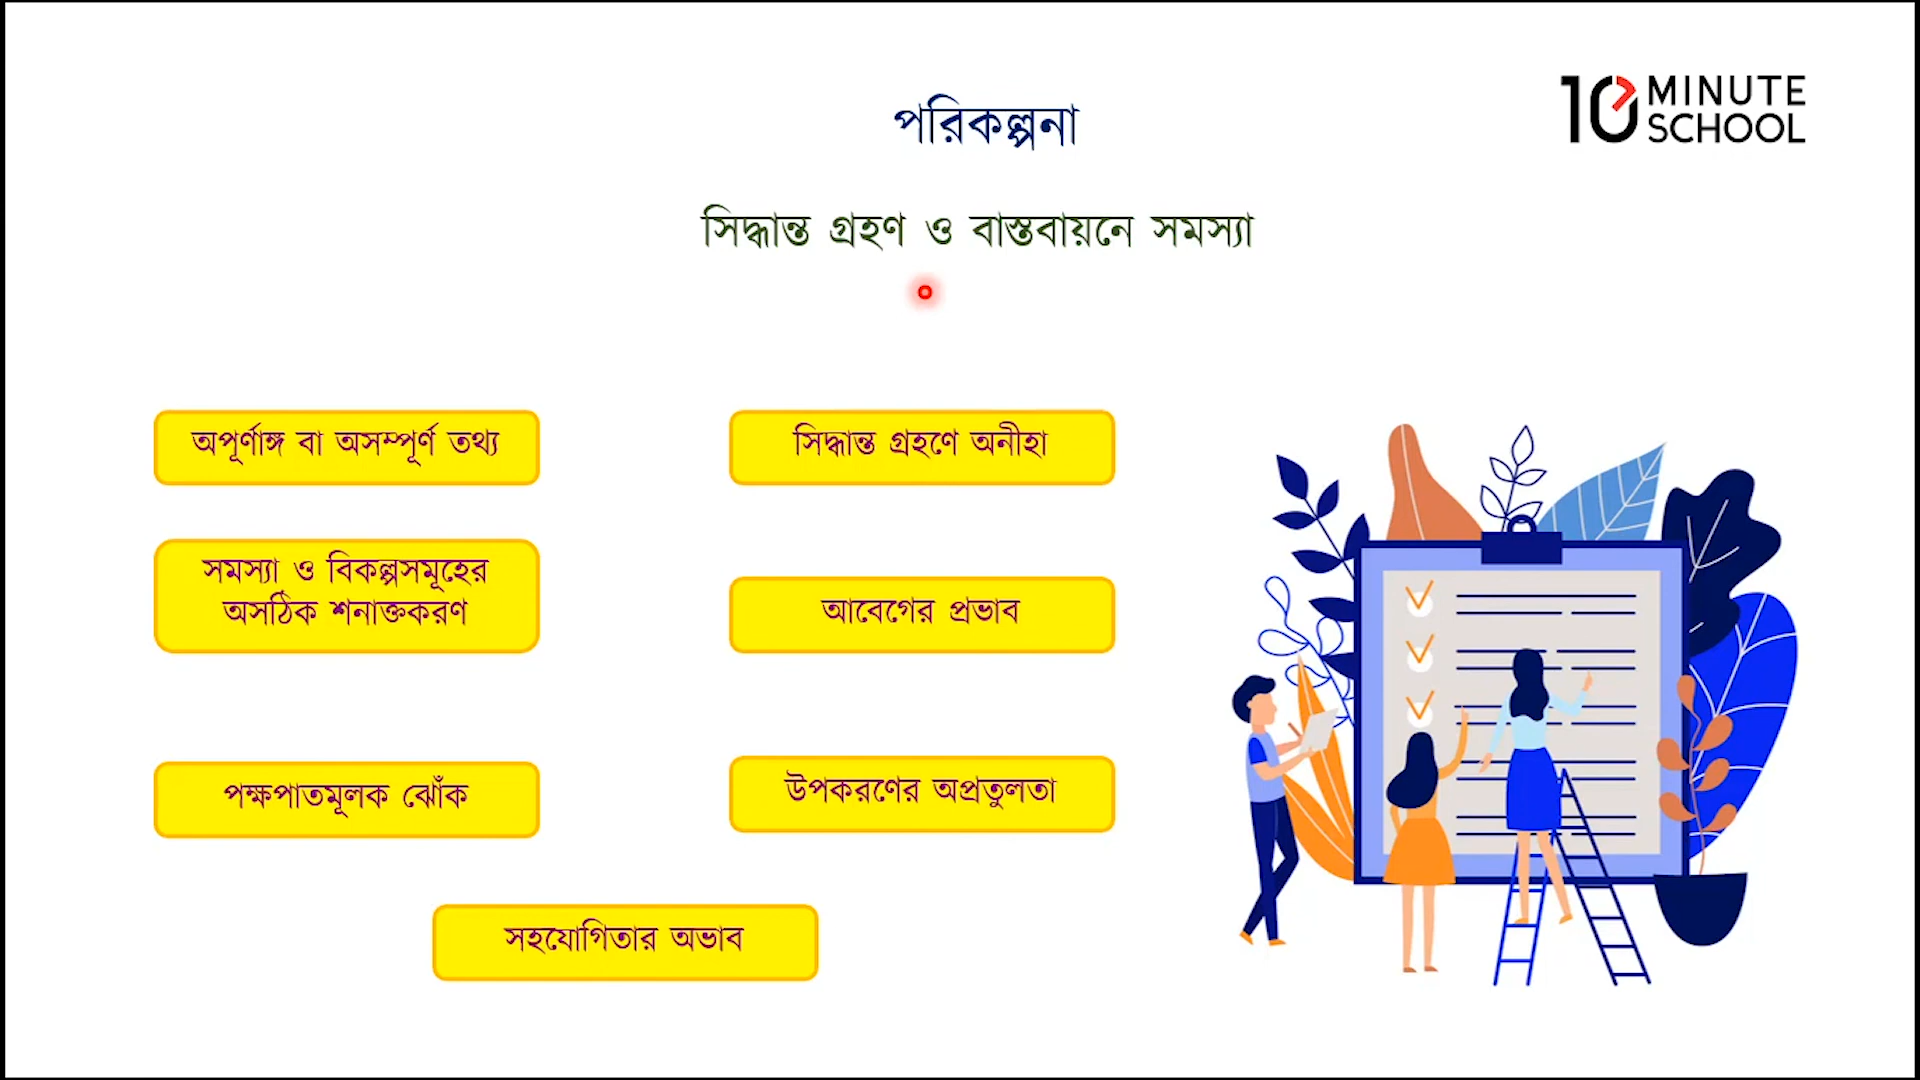 পরিকল্পনা
10 MINUTE SCHOOL
সিদ্ধান্ত গ্রহণ ও বাস্তবায়নে সমস্যা
অপূর্ণাঙ্গ বা অসম্পূর্ণ তথ্য
সিদ্ধান্ত গ্রহণে অনীহা
সমস্যা ও বিকল্পসমূহের
অসঠিক শনাক্তকরণ
আবেগের প্রভাব
পক্ষপাতমূলক ঝোঁক
উপকরণের অপ্রতুলতা
সহযোগিতার অভাব